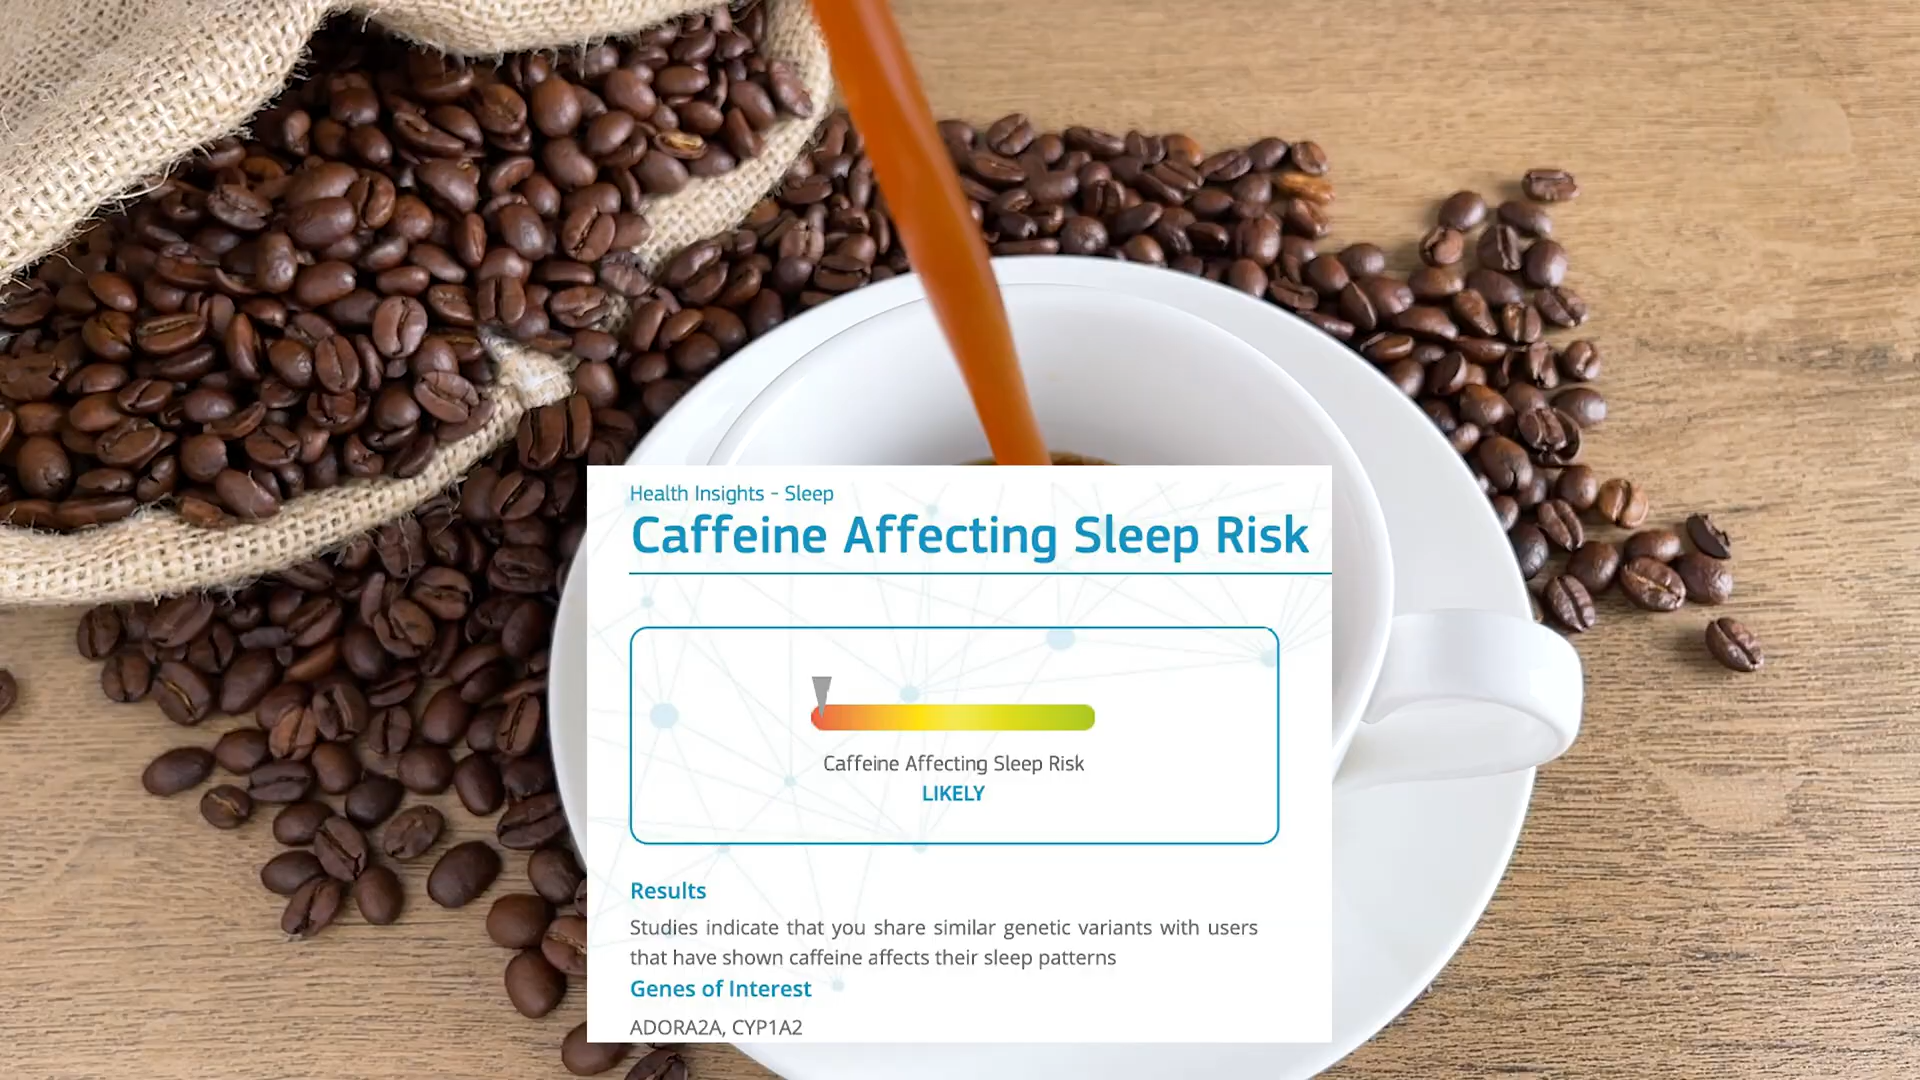 Health Insights - Sleep
Caffeine Affecting Sleep Risk
Caffeine Affecting Sleep Risk
LIKELY
Results
Studies indicate that you share similar genetic variants with users
that have shown caffeine affects their sleep patterns
Genes of Interest
ADORA2A, CYP1A2